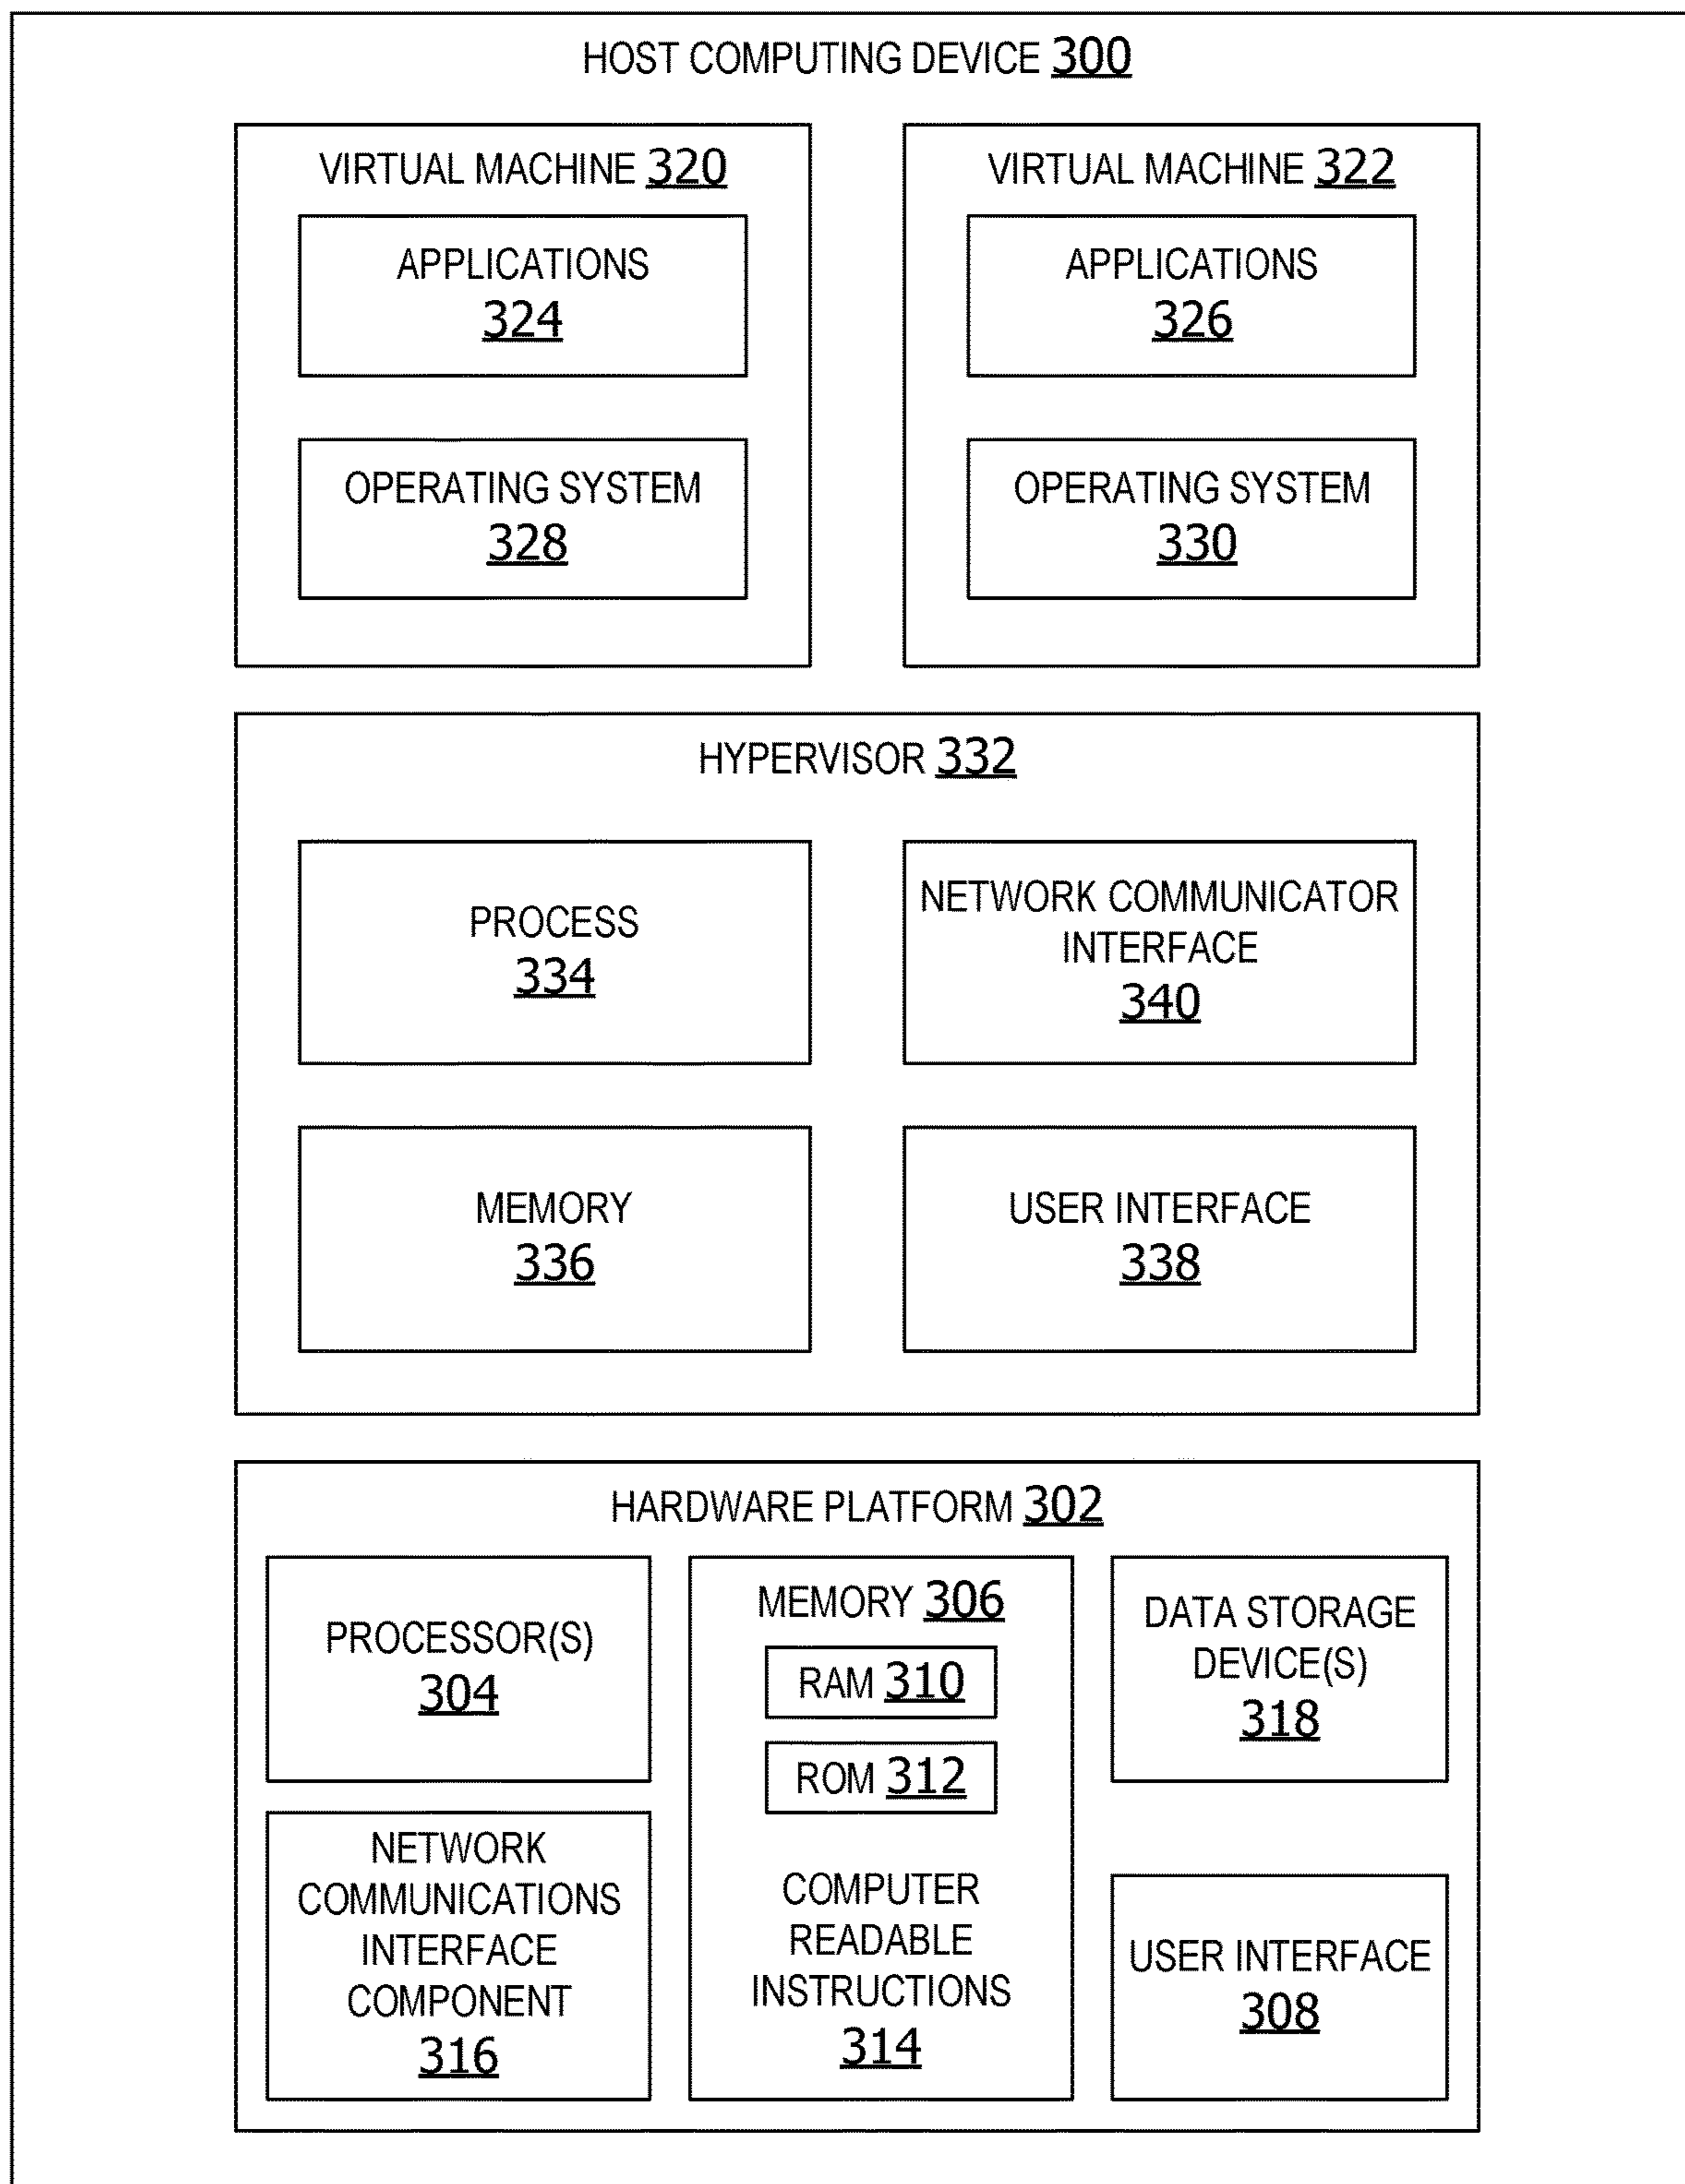 HOST COMPUTING DEVICE 300
VIRTUAL MACHINE 320
APPLICATIONS
324
OPERATING SYSTEM
328
VIRTUAL MACHINE 322
APPLICATIONS
326
OPERATING SYSTEM
330
HYPERVISOR 332
PROCESS
334
NETWORK COMMUNICATOR
INTERFACE
340
MEMORY
336
USER INTERFACE
338
HARDWARE PLATFORM 302
PROCESSOR(S)
304
NETWORK
COMMUNICATIONS
INTERFACE
COMPONENT
316
MEMORY 306
RAM 310
ROM 312
COMPUTER
READABLE
INSTRUCTIONS
314
DATA STORAGE
DEVICE(S)
318
USER INTERFACE
308